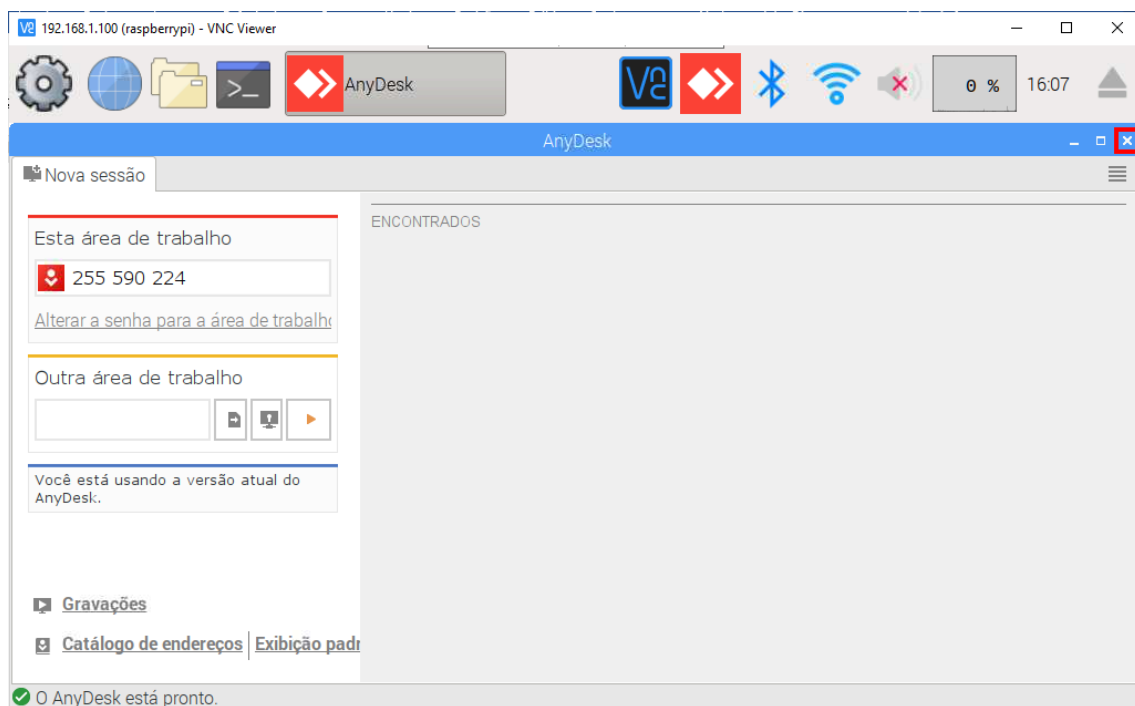 192.168.1.100 (raspberrypi) - VNC Viewer
AnyDesk
0 %
16:07
AnyDesk
Nova sessão
Esta área de trabalho
255 590 224
Alterar a senha para a área de trabalho
Outra área de trabalho
Você está usando a versão atual do
AnyDesk.
Gravações
Catálogo de endereços
Exibição padr
ENCONTRADOS
O AnyDesk está pronto.